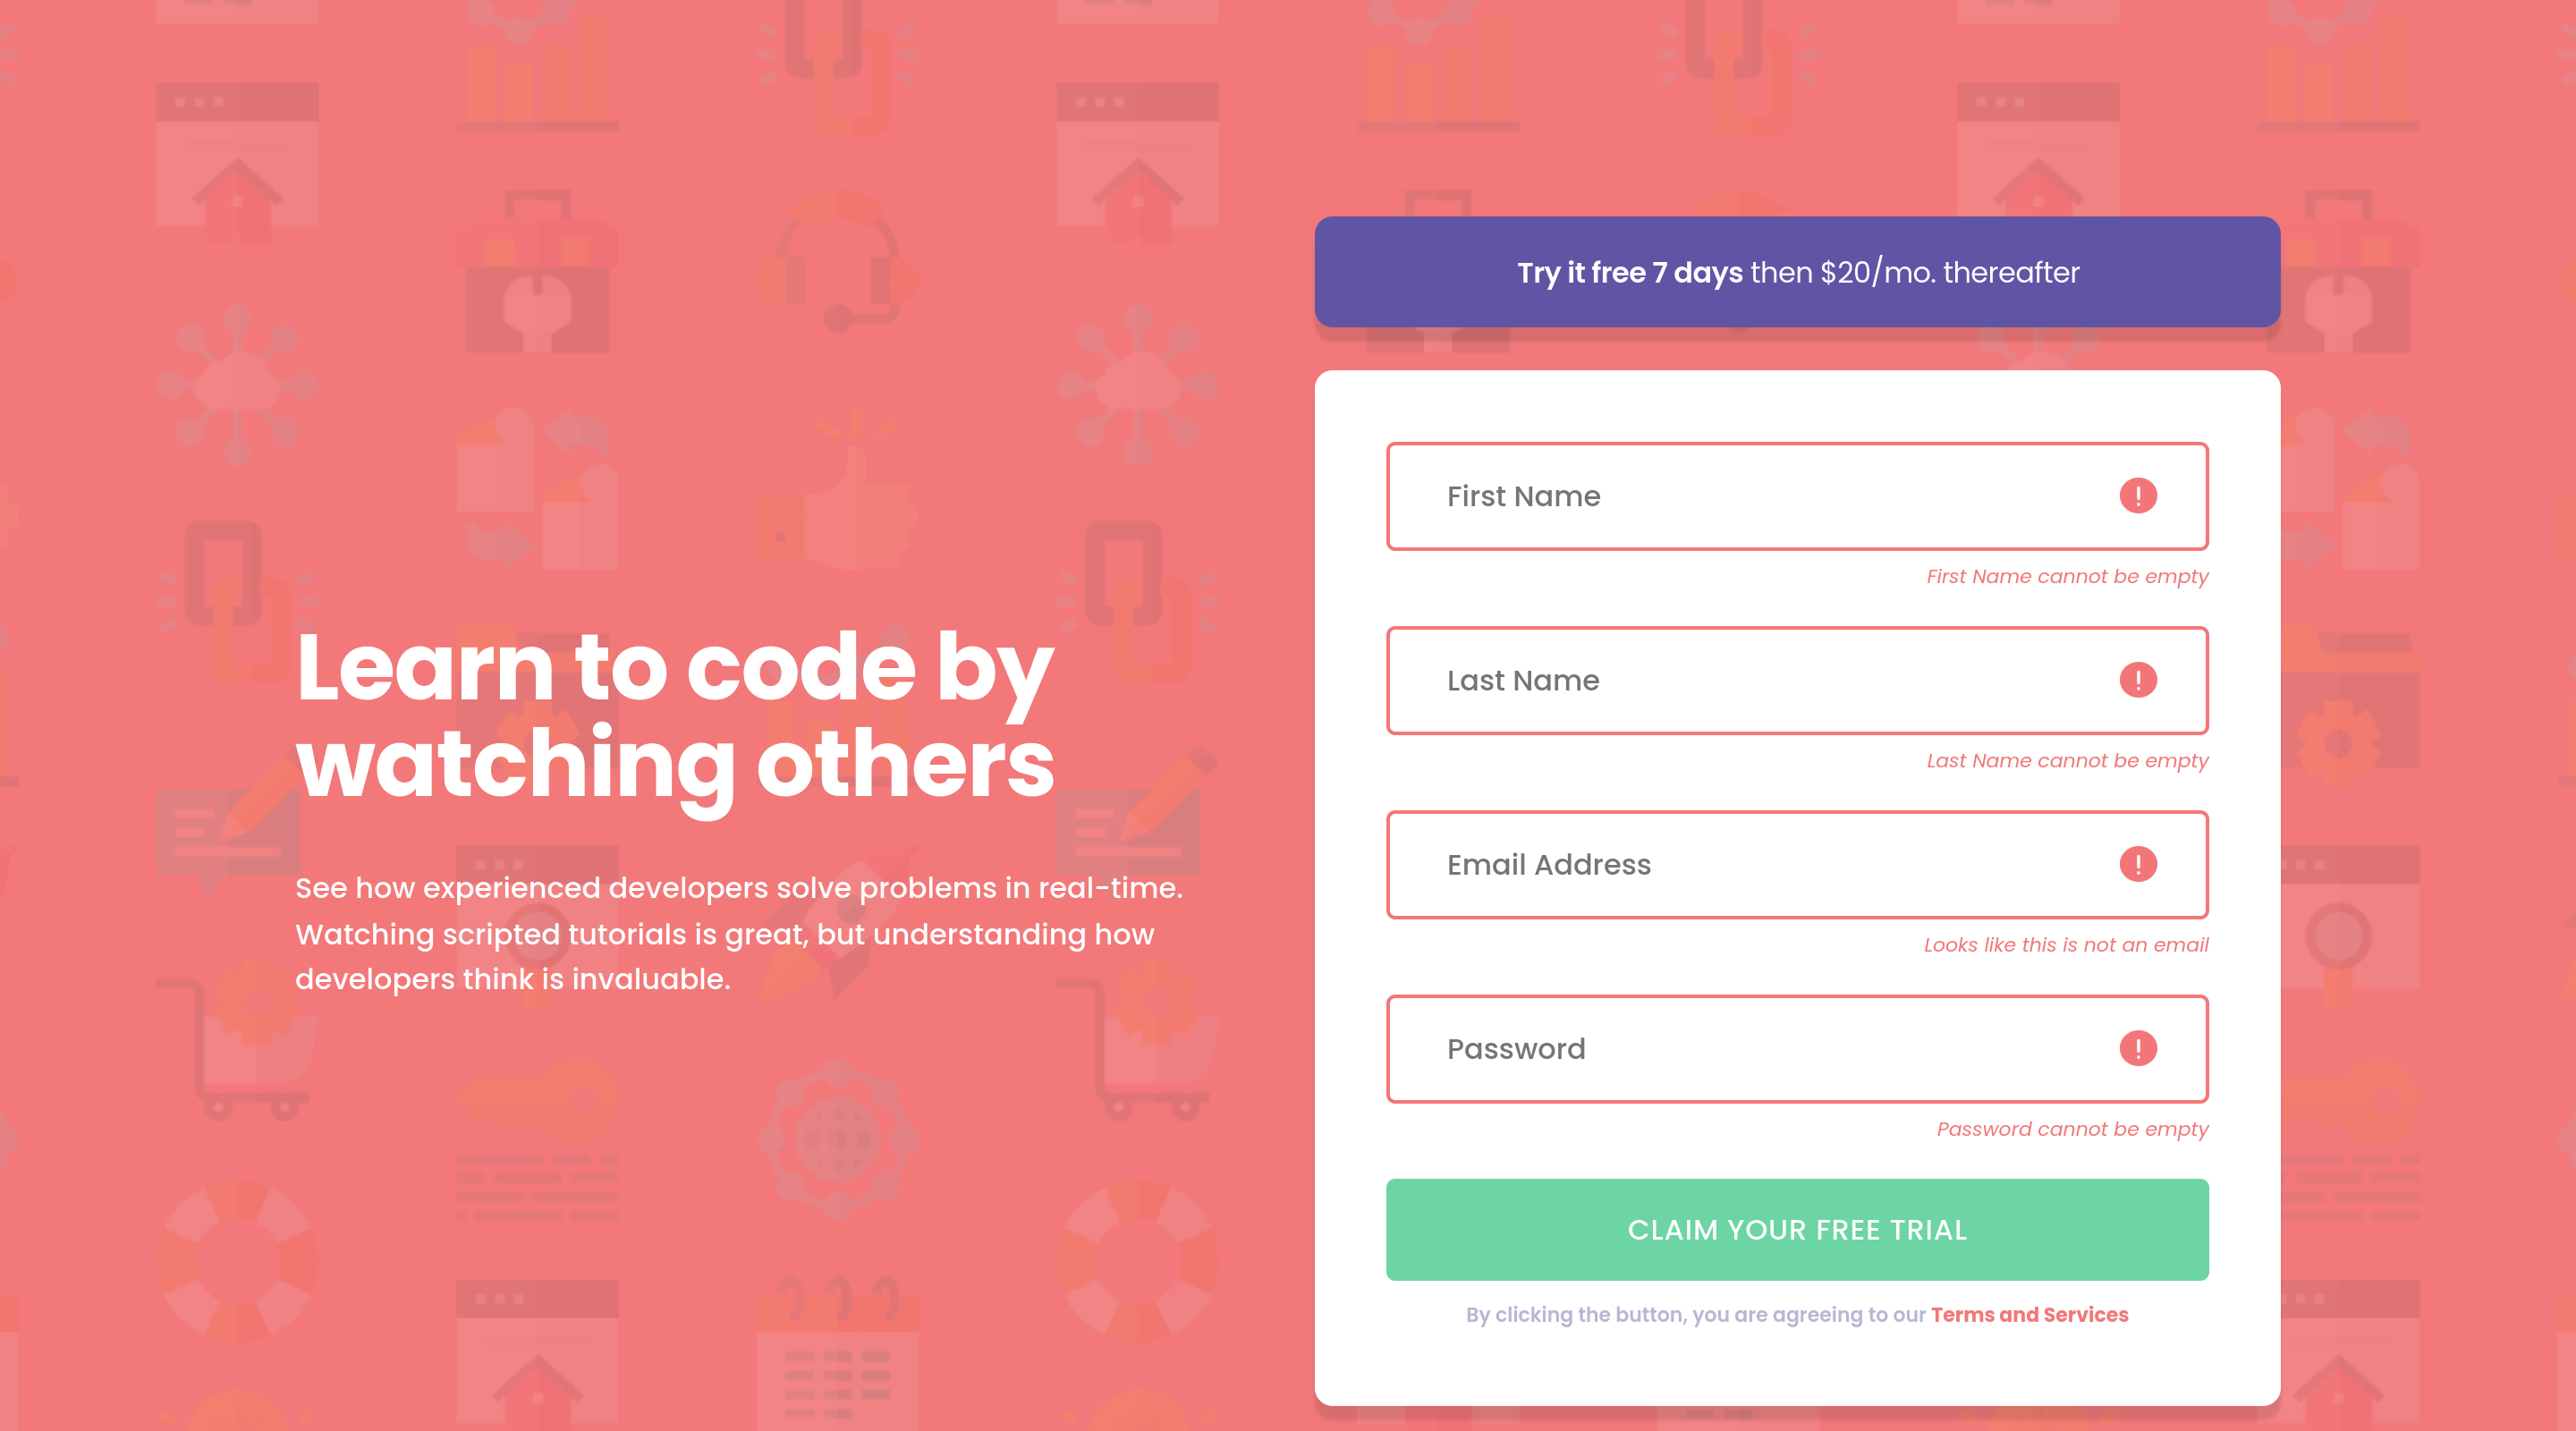 Learn to code by
watching others
See how experienced developers solve problems in real-time.
Watching scripted tutorials is great, but understanding how
developers think is invaluable.
Try it free 7 days then $20/mo. thereafter
First Name
First Name cannot be empty
Last Name
Last Name cannot be empty
Email Address
Looks like this is not an email
Password
Password cannot be empty
CLAIM YOUR FREE TRIAL
By clicking the button, you are agreeing to our Terms and Services